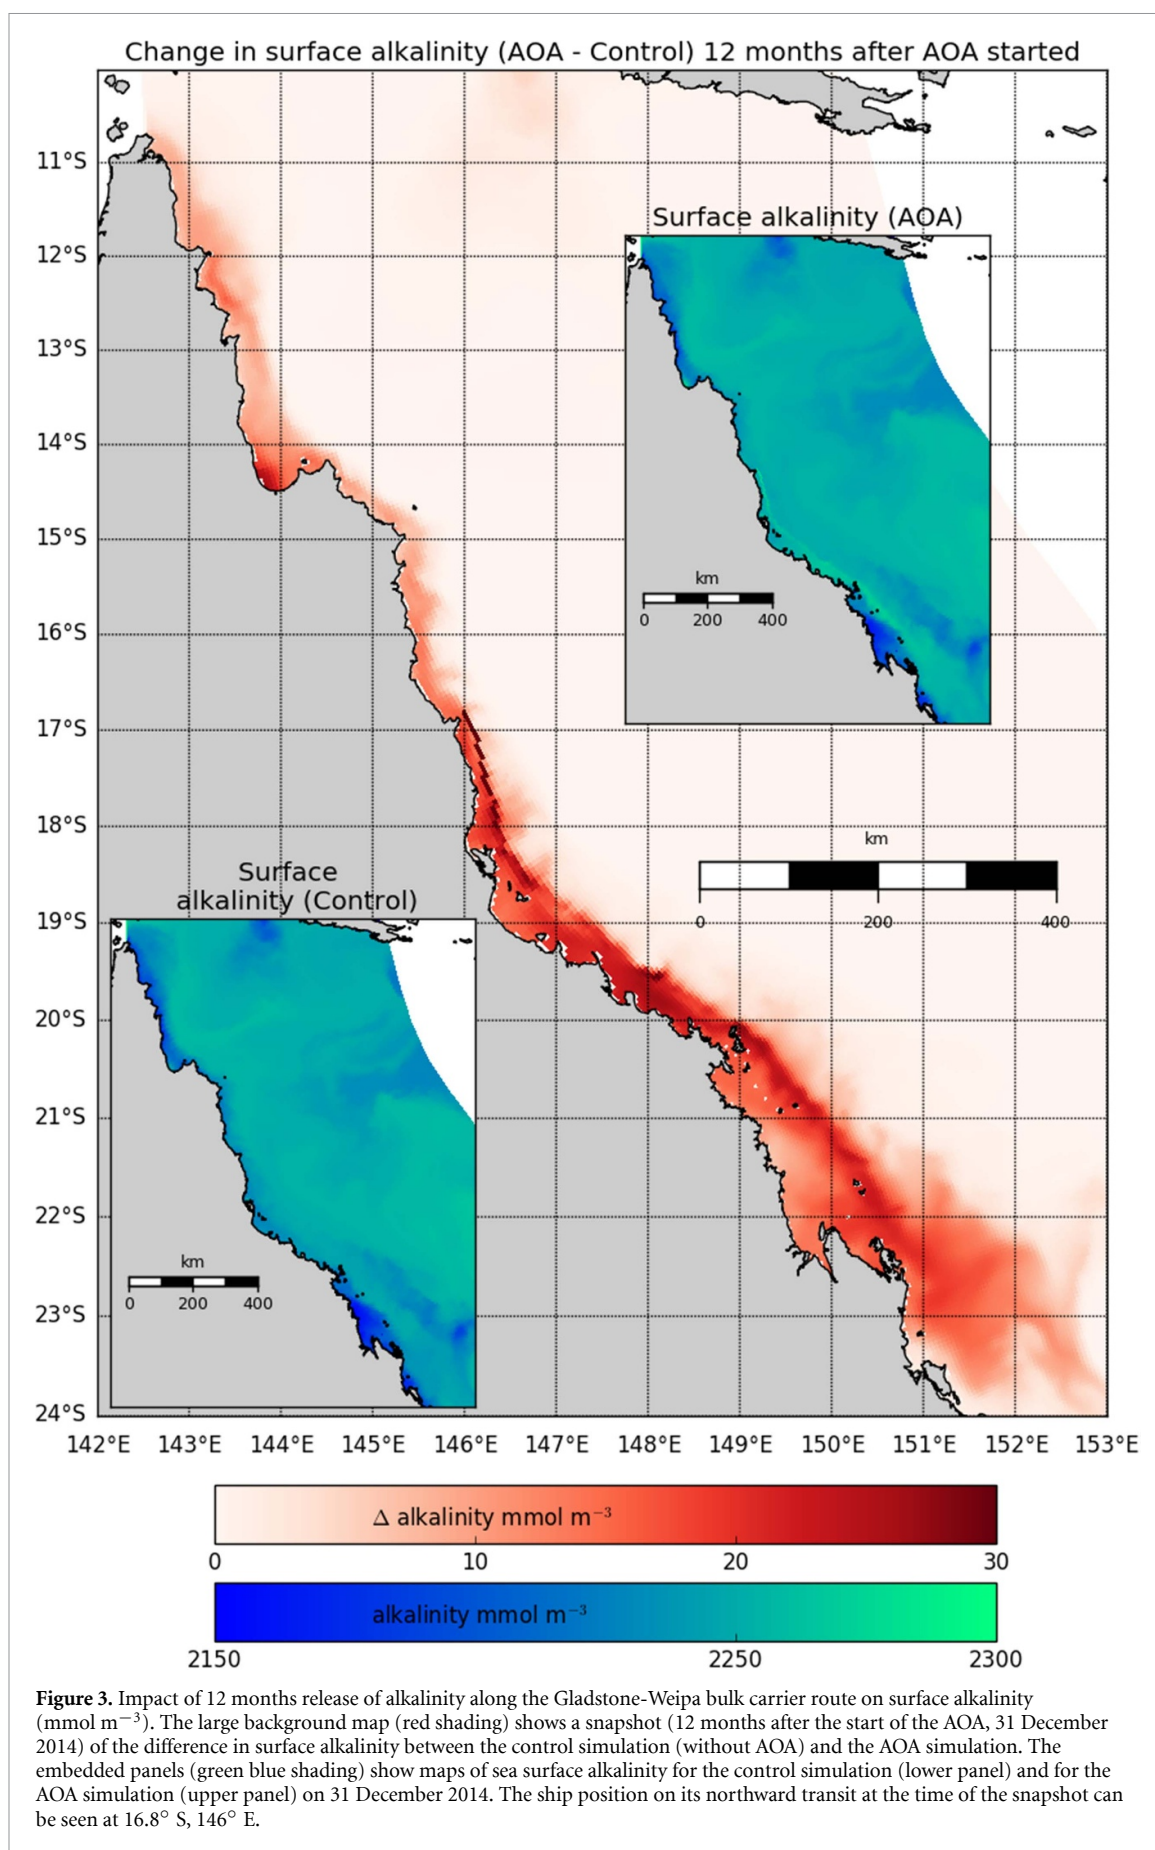 Change in surface alkalinity (AOA - Control) 12 months after AOA started
11°S
12°S
13°S
14°S
15°S
16°S
17°S
18°S
19°S
20°S
21°S
22°S
23°S
24°S
Surface alkalinity (AOA)
km
0 200 400
km
0 200 400
Surface
alkalinity (Control)
km
0 200 400
142°E 143°E 144°E 145°E 146°E 147°E 148°E 149°E 150°E 151°E 152°E 153°E
Δ alkalinity mmol m⁻³
0 10 20 30
alkalinity mmol m⁻³
2150 2250 2300
Figure 3. Impact of 12 months release of alkalinity along the Gladstone-Weipa bulk carrier route on surface alkalinity
(mmol m⁻³). The large background map (red shading) shows a snapshot (12 months after the start of the AOA, 31 December
2014) of the difference in surface alkalinity between the control simulation (without AOA) and the AOA simulation. The
embedded panels (green blue shading) show maps of sea surface alkalinity for the control simulation (lower panel) and for the
AOA simulation (upper panel) on 31 December 2014. The ship position on its northward transit at the time of the snapshot can
be seen at 16.8° S, 146° E.